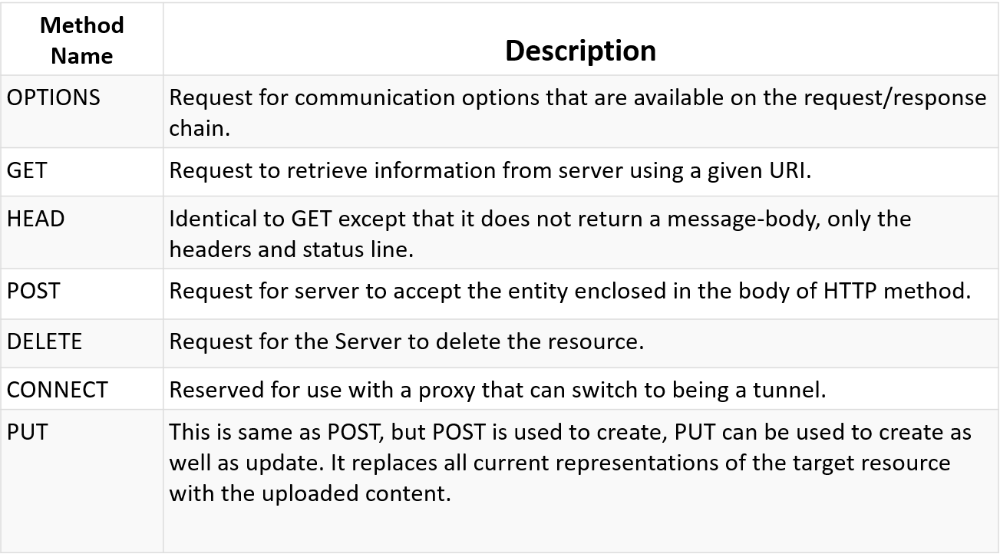 Method
Name
Description
OPTIONS
Request for communication options that are available on the request/response
chain.
GET
Request to retrieve information from server using a given URI.
HEAD
Identical to GET except that it does not return a message-body, only the
headers and status line.
POST
Request for server to accept the entity enclosed in the body of HTTP method.
DELETE
Request for the Server to delete the resource.
CONNECT
Reserved for use with a proxy that can switch to being a tunnel.
PUT
This is same as POST, but POST is used to create, PUT can be used to create as
well as update. It replaces all current representations of the target resource
with the uploaded content.